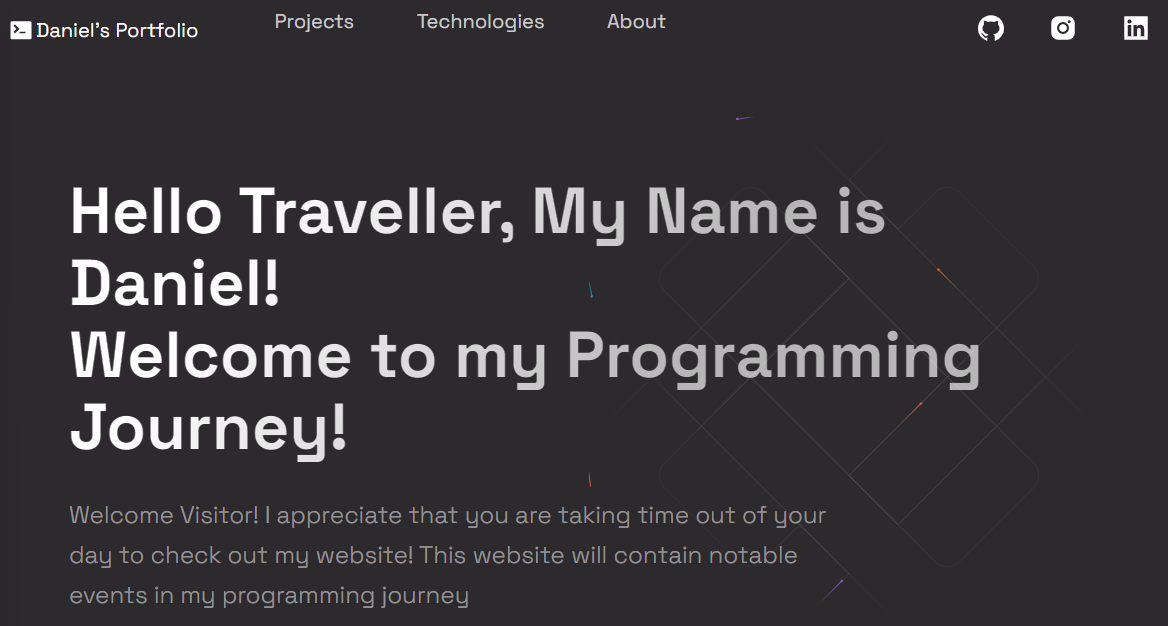 Daniel's Portfolio Projects Technologies About
Hello Traveller, My Name is
Daniel!
Welcome to my Programming
Journey!
Welcome Visitor! I appreciate that you are taking time out of your
day to check out my website! This website will contain notable
events in my programming journey